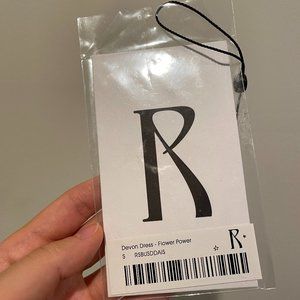 R
Devon Dress - Flower Power
S RSBUSDDAIS
R